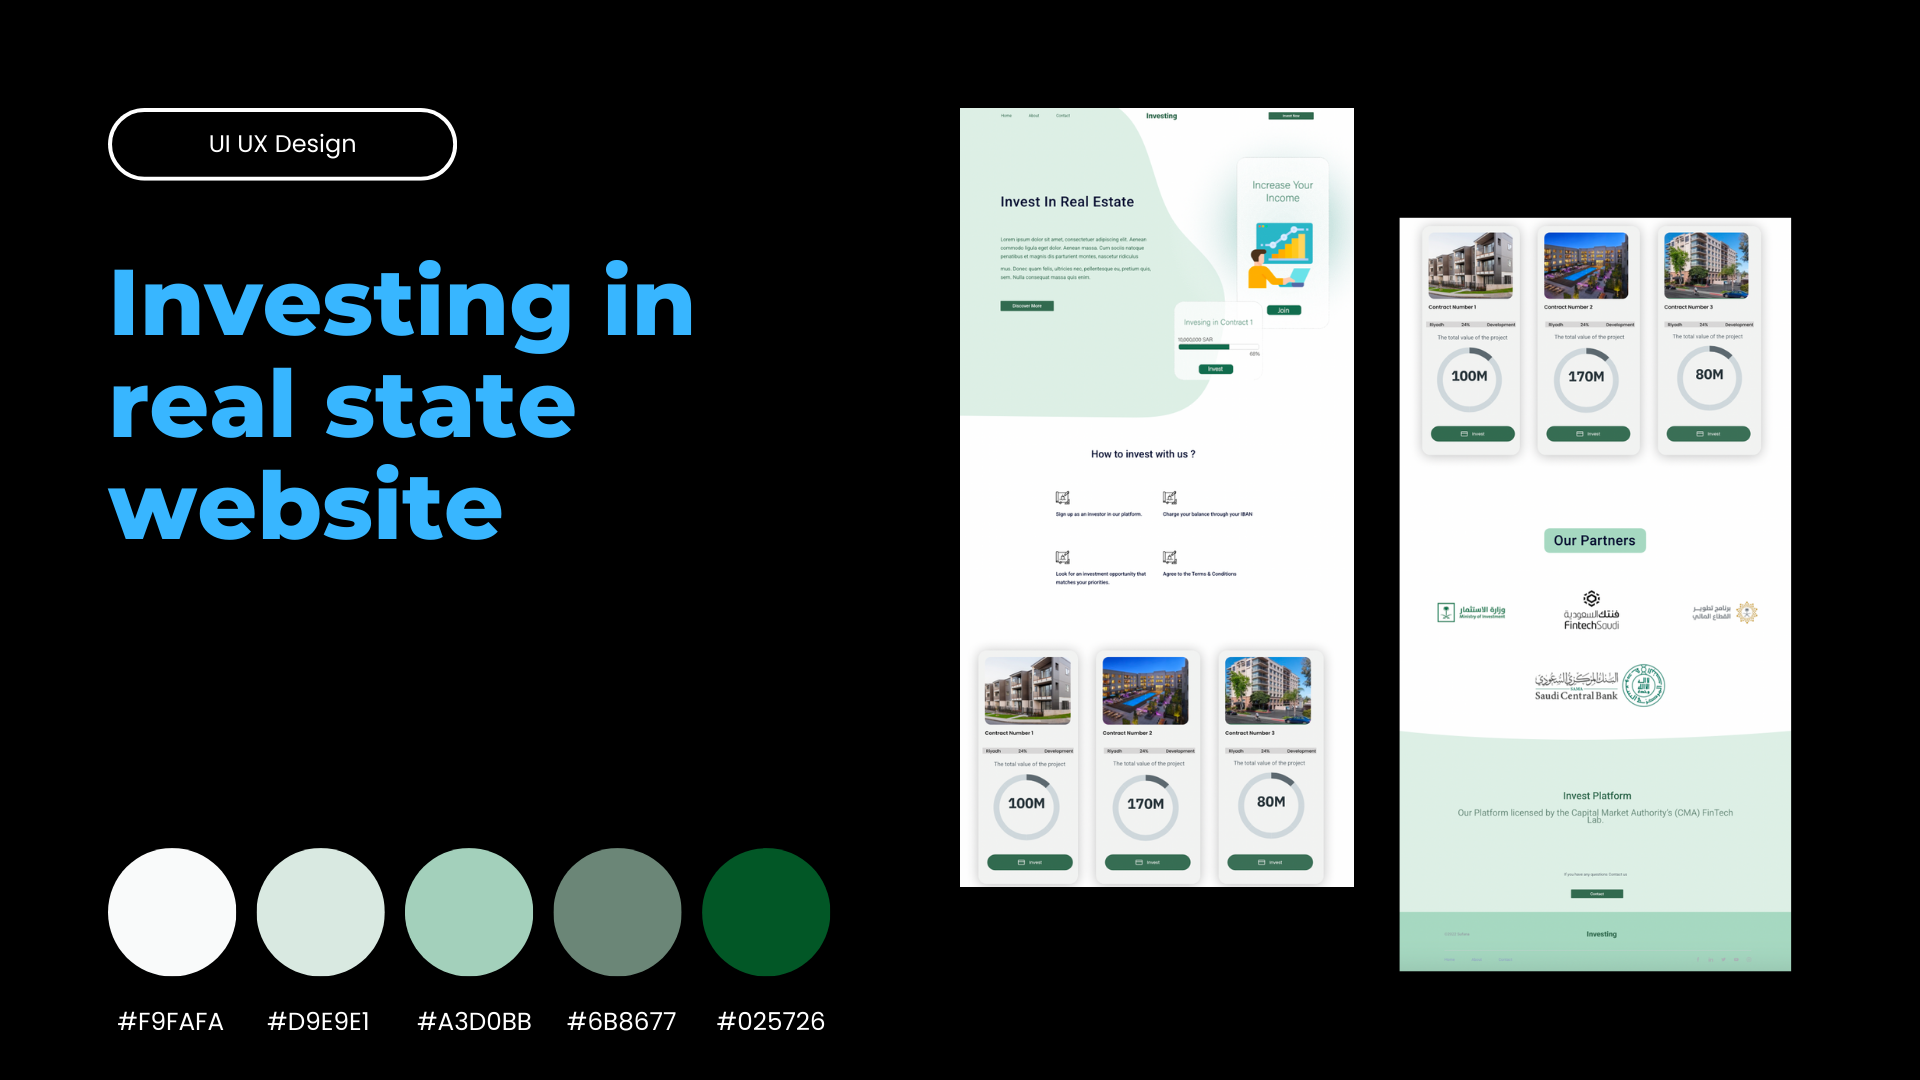 UI UX Design
Investing in
real state
website
#F9FAFA
#D9E9E1
#A3D0BB
#6B8677
#025726
Home
About
Contact
Investing
Invest Now
Invest In Real Estate
Lorem ipsum dolor sit amet, consectetuer adipiscing elit. Aenean
commodo ligula eget dolor. Aenean massa. Cum sociis natoque
penatibus et magnis dis parturient montes, nascetur ridiculus
mus. Donec quam felis, ultricies nec, pellentesque eu, pretium quis,
sem. Nulla consequat massa quis enim.
Discover More
Increase Your
Income
Join
Invesing in Contract 1
10,000,000 SAR
Invest
How to invest with us ?
Sign up as an investor in our platform.
Charge your balance through your IBAN
Look for an investment opportunity that
matches your priorities.
Agree to the Terms & Conditions
Contract Number 1
Riyadh 24% Development
The total value of the project
100M
Invest
Contract Number 2
Riyadh 24% Development
The total value of the project
170M
Invest
Contract Number 3
Riyadh 24% Development
The total value of the project
80M
Invest
Contract Number 1
Riyadh 24% Development
The total value of the project
100M
Invest
Contract Number 2
Riyadh 24% Development
The total value of the project
170M
Invest
Contract Number 3
Riyadh 24% Development
The total value of the project
80M
Invest
Our Partners
وزارة الاستثمار
Ministry of Investment
فنتك السعودية
FintechSaudi
برنامج تطويــر
القطاع المالي
البنك المركزي السعودي
SAMA
Saudi Central Bank
Invest Platform
Our Platform licensed by the Capital Market Authority's (CMA) FinTech
Lab.
If you have any questions Contact us
Contact
Investing
Home
About
Contact